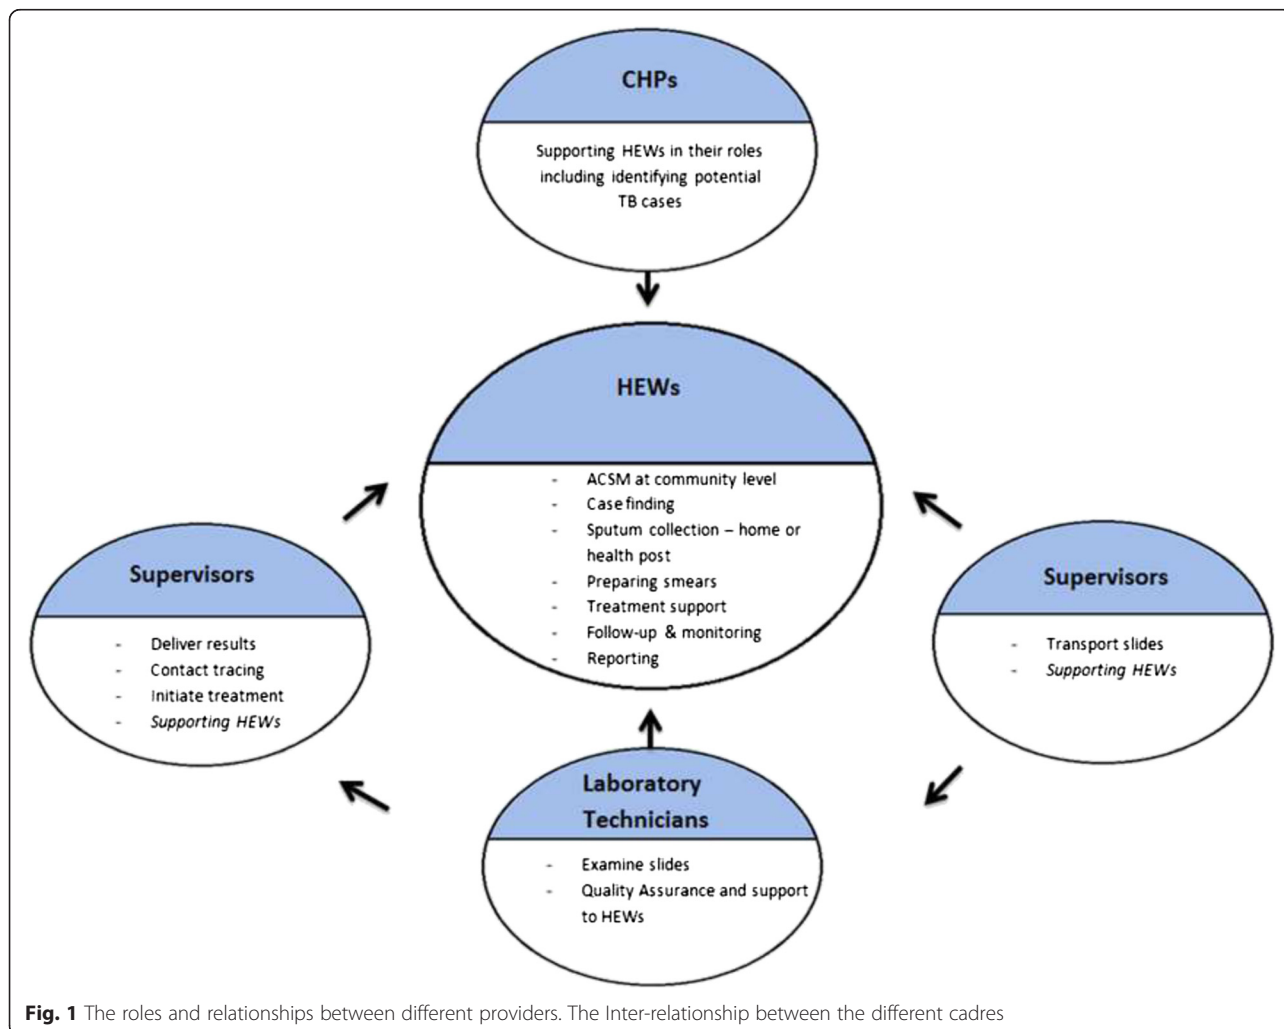 CHPs
Supporting HEWs in their roles
including identifying potential
TB cases
HEWs
- ACSM at community level
- Case finding
- Sputum collection – home or
health post
- Preparing smears
- Treatment support
- Follow-up & monitoring
- Reporting
Supervisors
- Deliver results
- Contact tracing
- Initiate treatment
- Supporting HEWs
Supervisors
- Transport slides
- Supporting HEWs
Laboratory
Technicians
- Examine slides
- Quality Assurance and support
to HEWs
Fig. 1 The roles and relationships between different providers. The Inter-relationship between the different cadres